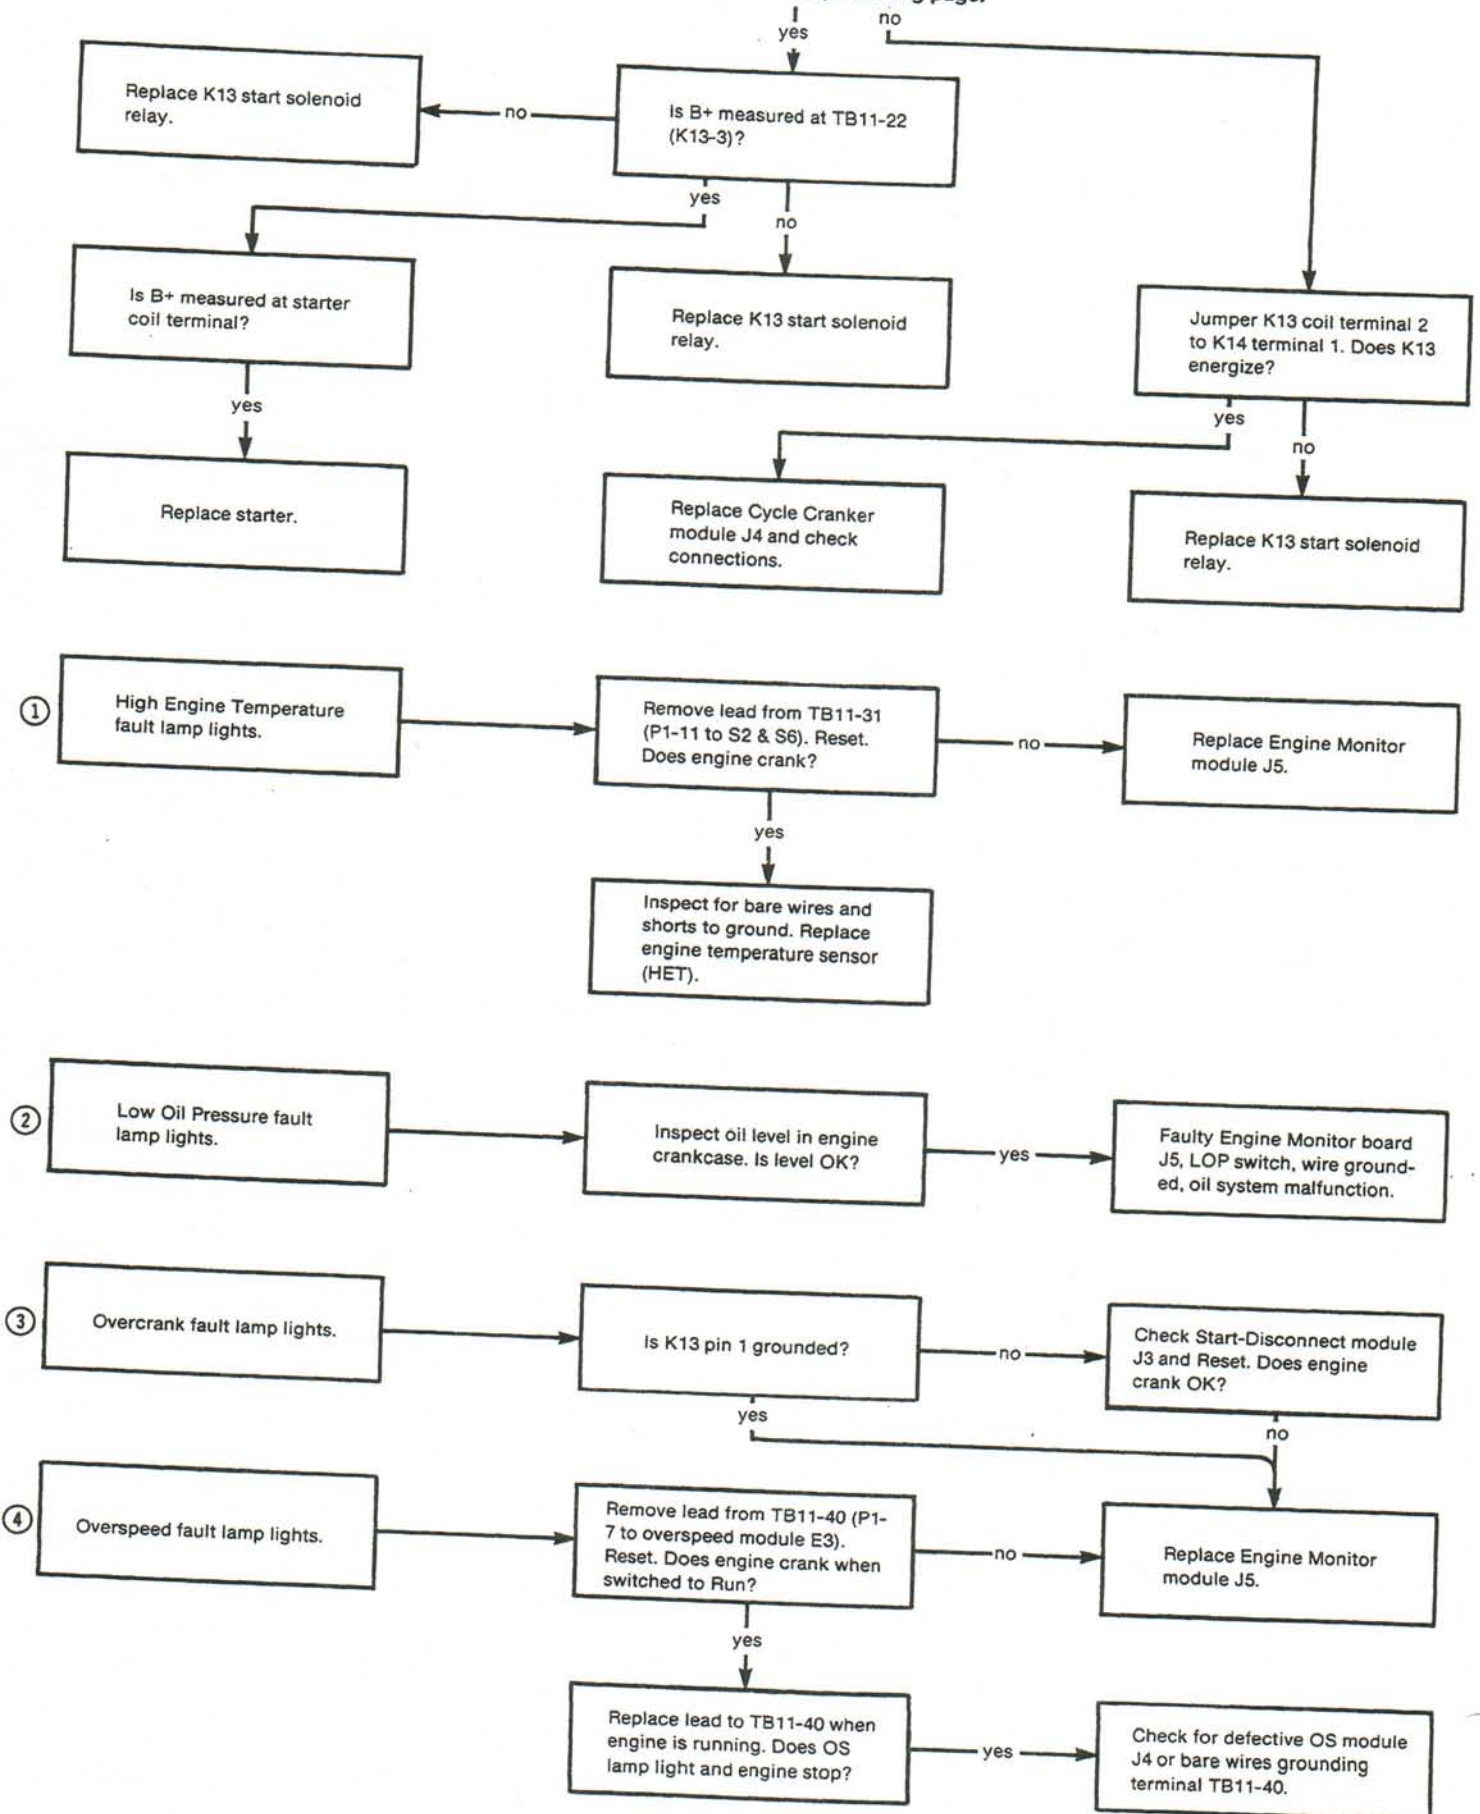 page.
yes
no
Replace K13 start solenoid
relay.
no
Is B+ measured at TB11-22
(K13-3)?
yes
no
Is B+ measured at starter
coil terminal?
Replace K13 start solenoid
relay.
Jumper K13 coil terminal 2
to K14 terminal 1. Does K13
energize?
yes
yes
no
Replace starter.
Replace Cycle Cranker
module J4 and check
connections.
Replace K13 start solenoid
relay.
1
High Engine Temperature
fault lamp lights.
Remove lead from TB11-31
(P1-11 to S2 & S6). Reset.
Does engine crank?
no
Replace Engine Monitor
module J5.
yes
Inspect for bare wires and
shorts to ground. Replace
engine temperature sensor
(HET).
2
Low Oil Pressure fault
lamp lights.
Inspect oil level in engine
crankcase. Is level OK?
yes
Faulty Engine Monitor board
J5, LOP switch, wire ground-
ed, oil system malfunction.
3
Overcrank fault lamp lights.
Is K13 pin 1 grounded?
no
Check Start-Disconnect module
J3 and Reset. Does engine
crank OK?
yes
no
4
Overspeed fault lamp lights.
Remove lead from TB11-40 (P1-
7 to overspeed module E3).
Reset. Does engine crank when
switched to Run?
no
Replace Engine Monitor
module J5.
yes
Replace lead to TB11-40 when
engine is running. Does OS
lamp light and engine stop?
yes
Check for defective OS module
J4 or bare wires grounding
terminal TB11-40.